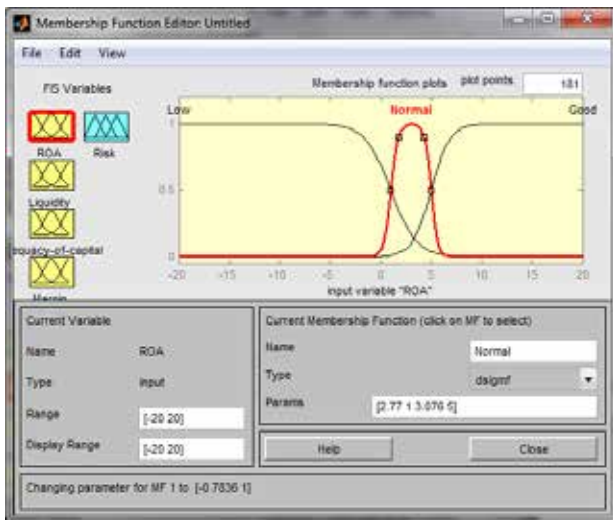 Membership Function Editor: Untitled
File Edit View
FIS Variables
Membership function plots plot points: 181
Low Normal Good
ROA Risk
Liquidity
equacy-of-capital
Margin
1
0.5
0
-20 -15 -10 -5 0 5 10 15 20
input variable "ROA"
Current Variable
Name ROA
Type input
Range [-20 20]
Display Range [-20 20]
Current Membership Function (click on MF to select)
Name Normal
Type dsigmf
Params [2.77 1 3.076 5]
Help Close
Changing parameter for MF 1 to [-0.7836 1]